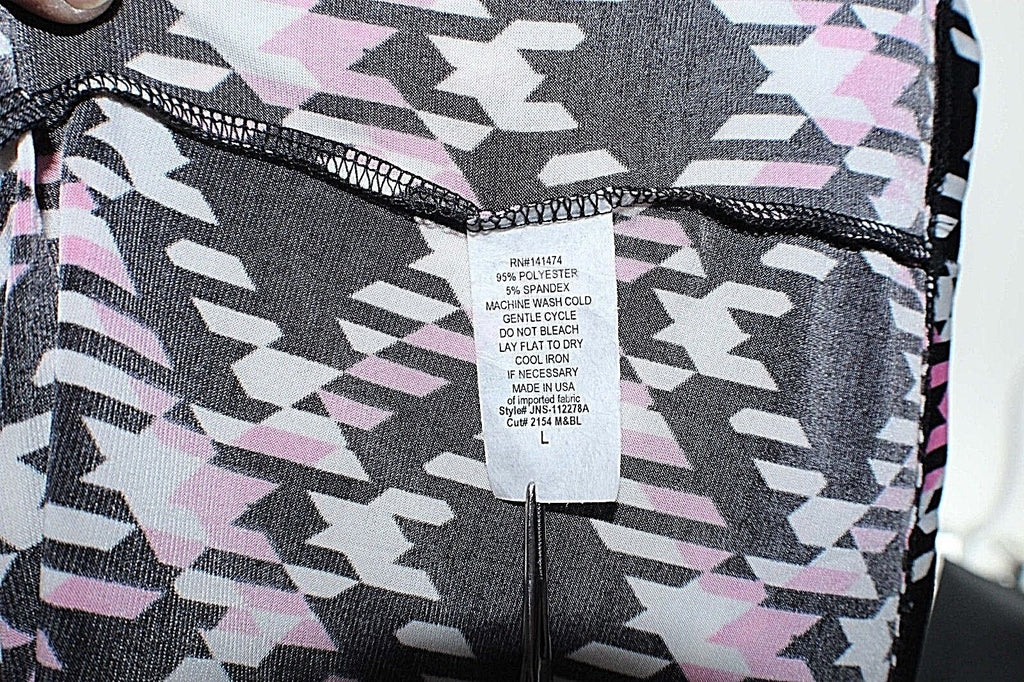 RN#141474
95% POLYESTER
5% SPANDEX
MACHINE WASH COLD
GENTLE CYCLE
DO NOT BLEACH
LAY FLAT TO DRY
COOL IRON
IF NECESSARY
MADE IN USA
of imported fabric
Style# JNS-112278A
Cut# 2154 M&BL
L